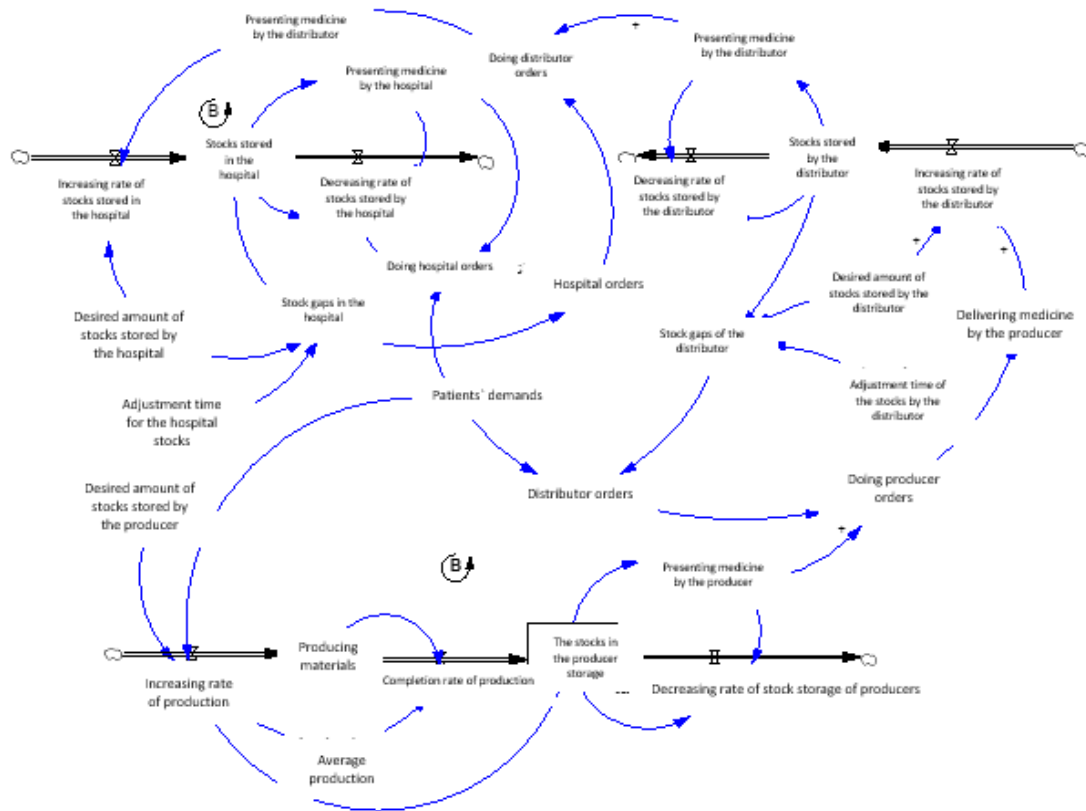 Presenting medicine
by the distributor
Doing distributor
orders
+
Presenting medicine
by the distributor
Presenting medicine
by the hospital
B
Stocks stored
in the
hospital
Stocks stored
by the
distributor
Increasing rate of
stocks stored in
the hospital
Decreasing rate of
stocks stored by
the hospital
Decreasing rate of
stocks stored by
the distributor
Increasing rate of
stocks stored by
the distributor
+
+
Doing hospital orders
Hospital orders
Desired amount of
stocks stored by the
distributor
Stock gaps in the
hospital
Desired amount of
stocks stored by
the hospital
Stock gaps of the
distributor
Delivering medicine
by the producer
Adjustment time
for the hospital
stocks
Patients` demands
Adjustment time of
the stocks by the
distributor
Desired amount of
stocks stored by
the producer
Distributor orders
Doing producer
orders
+
B
Presenting medicine
by the producer
Producing
materials
The stocks in
the producer
storage
Increasing rate
of production
Completion rate of production
Decreasing rate of stock storage of producers
Average
production